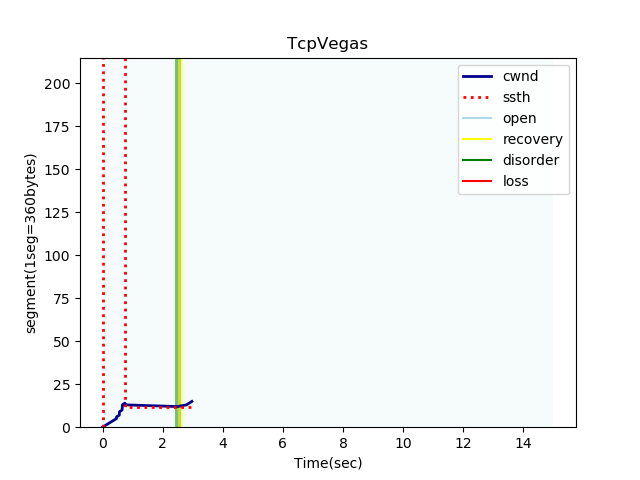 TcpVegas
200
175
150
125
100
75
50
25
0
segment(1seg=360bytes)
cwnd
ssth
open
recovery
disorder
loss
0 2 4 6 8 10 12 14
Time(sec)